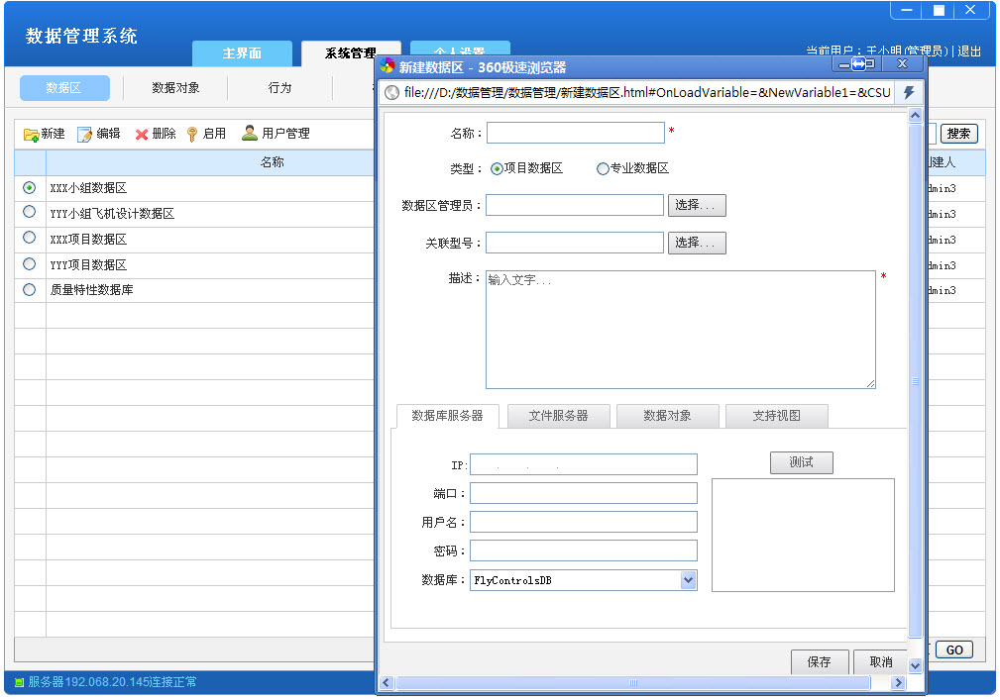 数据管理系统
主界面
系统管理
个人设置
当前用户：王小明(管理员) | 退出
数据区
数据对象
行为
新建
编辑
删除
启用
用户管理
搜索
名称
建人
XXX小组数据区
dmin3
YYY小组飞机设计数据区
dmin3
XXX项目数据区
dmin3
YYY项目数据区
dmin3
质量特性数据库
dmin3
GO
服务器192.068.20.145连接正常
新建数据区 - 360极速浏览器
file:///D:/数据管理/数据管理/新建数据区.html#OnLoadVariable=&NewVariable1=&CSU
名称：
*
类型：
项目数据区
专业数据区
数据区管理员：
选择...
关联型号：
选择...
描述：
输入文字...
*
数据库服务器
文件服务器
数据对象
支持视图
IP:
. . .
测试
端口：
用户名：
密码：
数据库：
FlyControlsDB
保存
取消